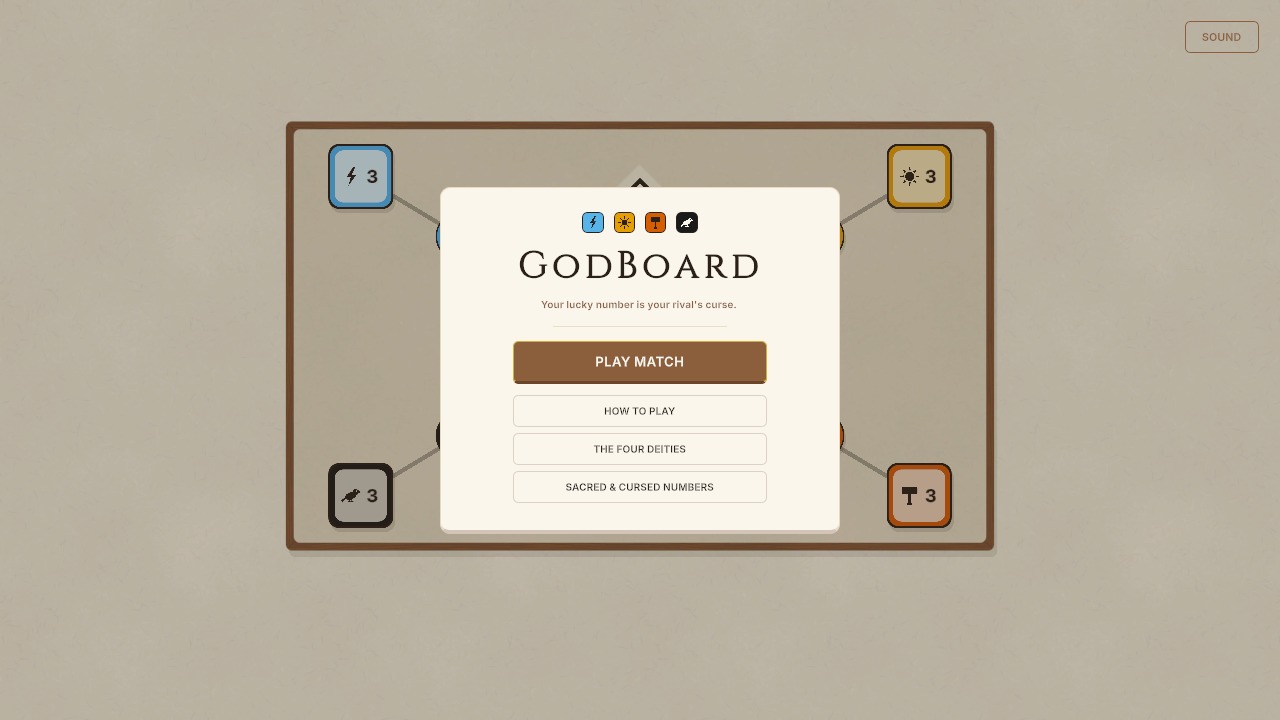 SOUND
3
3
GODBOARD
Your lucky number is your rival's curse.
PLAY MATCH
HOW TO PLAY
THE FOUR DEITIES
SACRED & CURSED NUMBERS
3
3